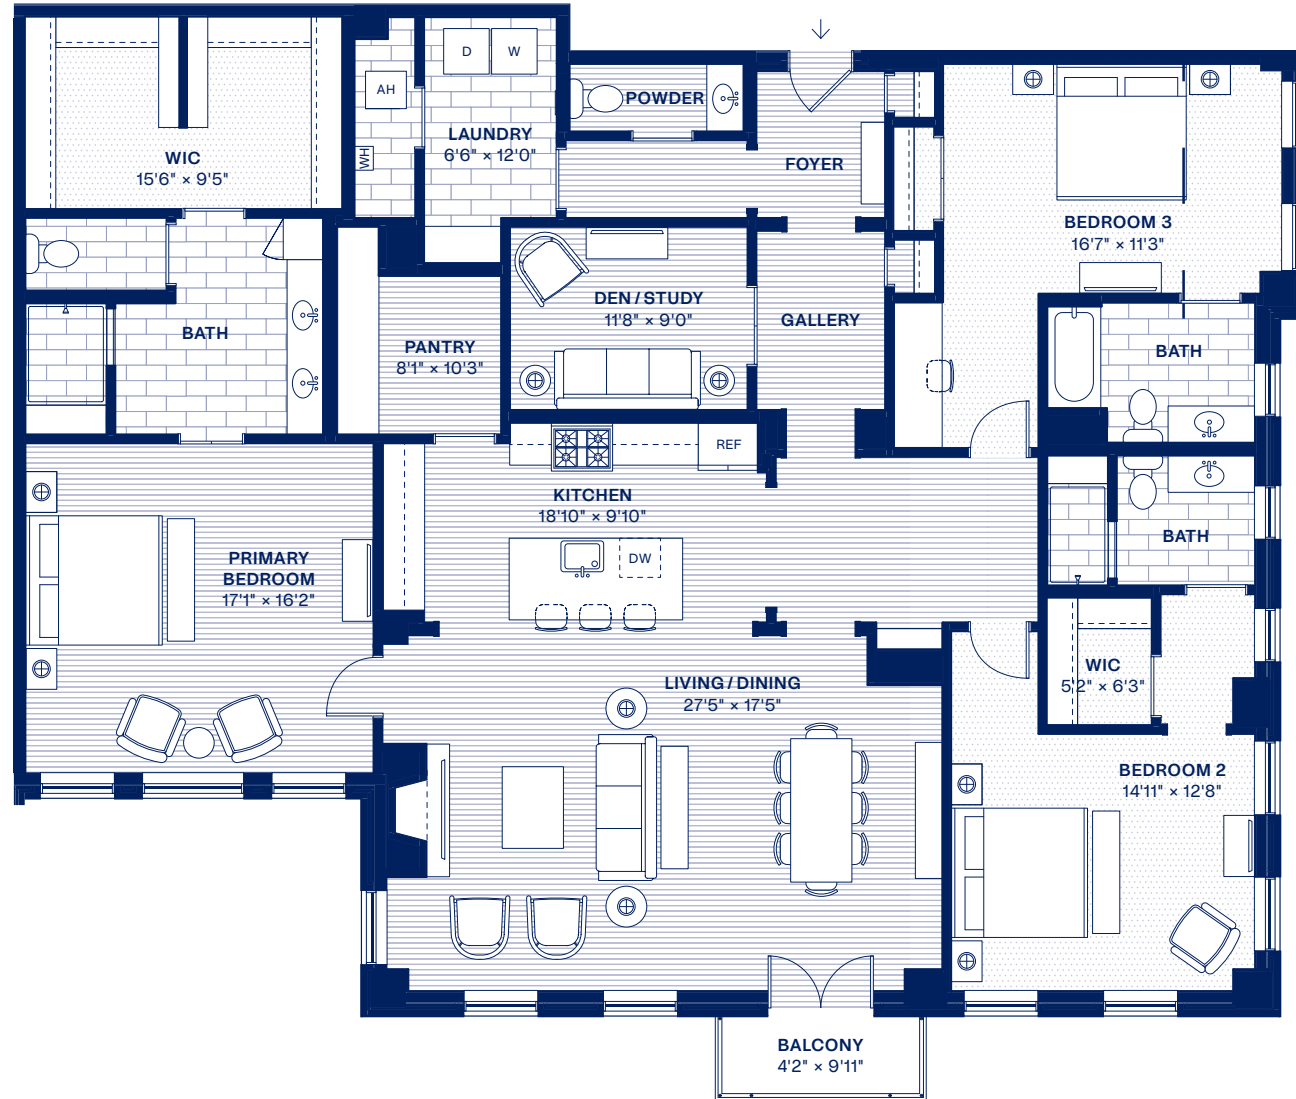 D
W
AH
POWDER
LAUNDRY
6'6" × 12'0"
WH
WIC
15'6" × 9'5"
FOYER
BEDROOM 3
16'7" × 11'3"
DEN / STUDY
11'8" × 9'0"
GALLERY
BATH
PANTRY
8'1" × 10'3"
BATH
REF
KITCHEN
18'10" × 9'10"
DW
BATH
PRIMARY
BEDROOM
17'1" × 16'2"
WIC
5'2" × 6'3"
LIVING / DINING
27'5" × 17'5"
BEDROOM 2
14'11" × 12'8"
BALCONY
4'2" × 9'11"